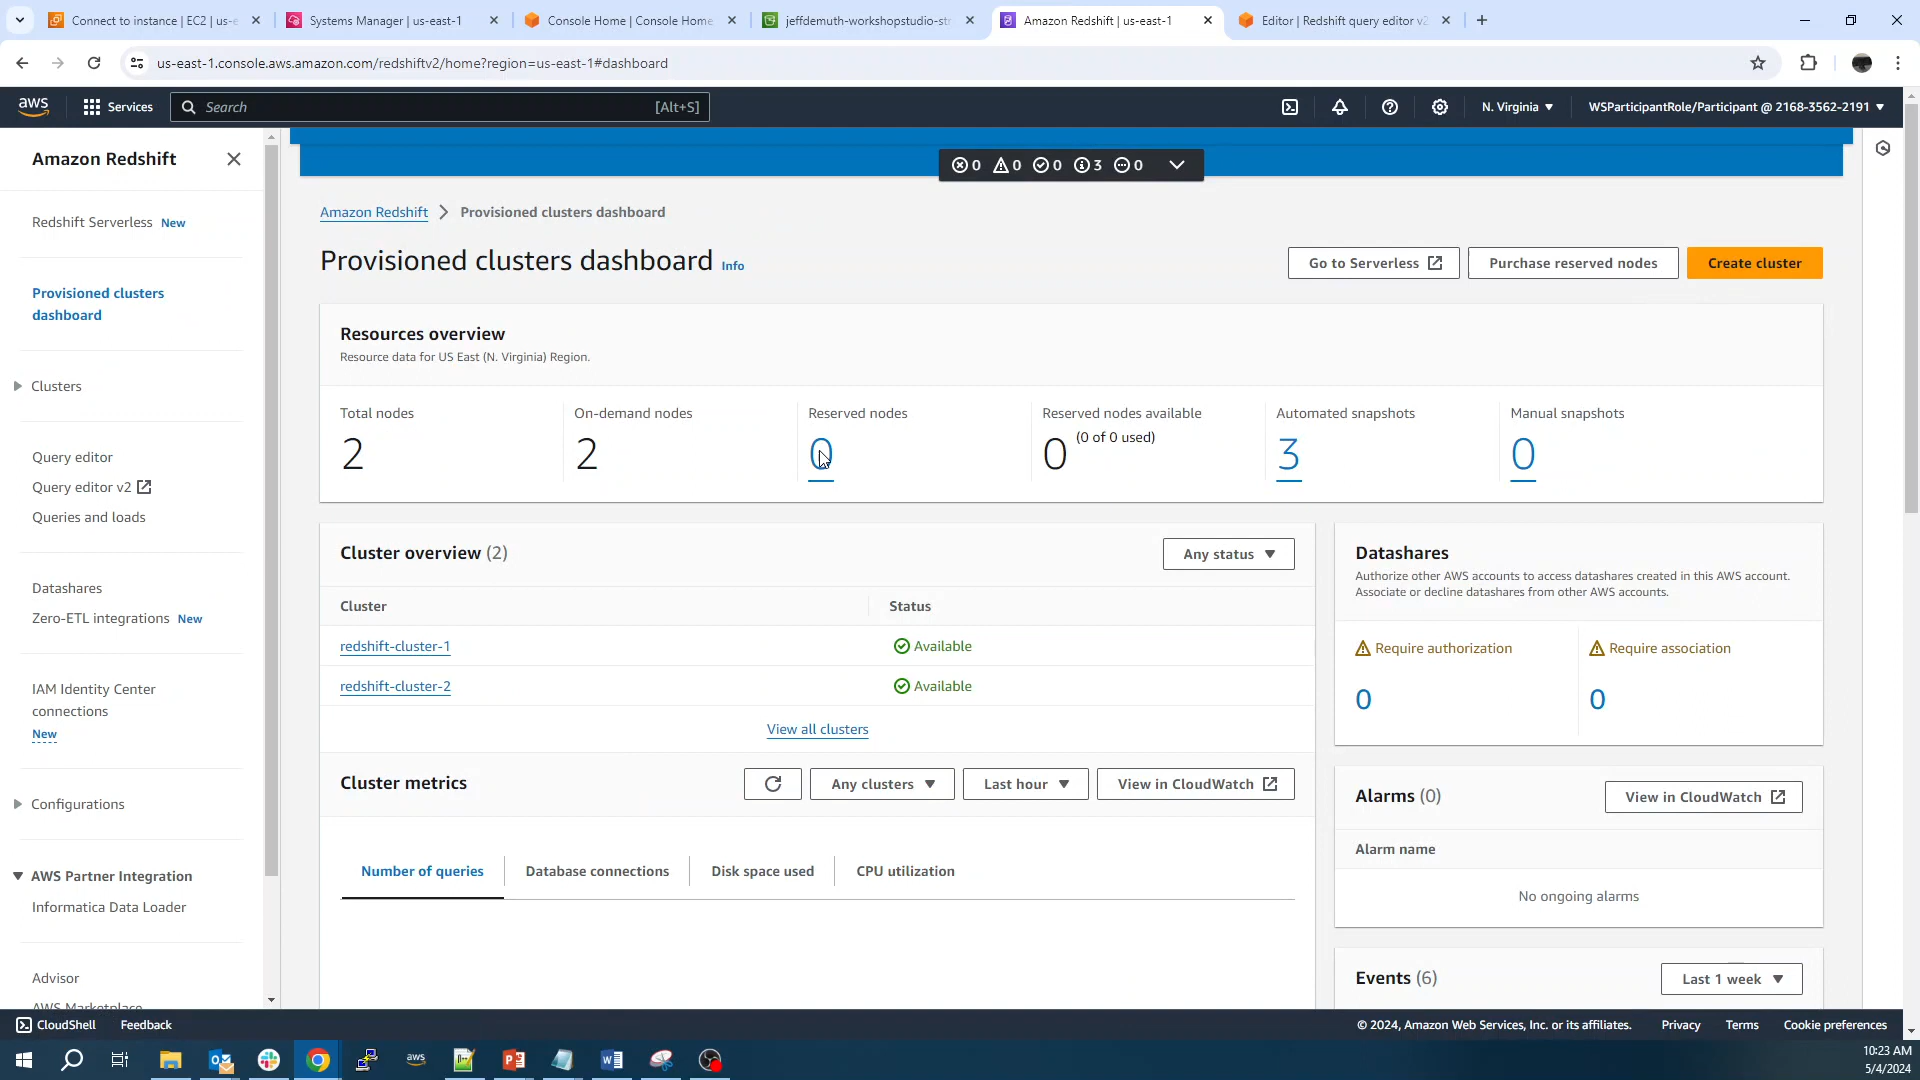 Connect to instance | EC2 | us-e
Systems Manager | us-east-1
Console Home | Console Home
jeffdemuth-workshopstudio-str
Amazon Redshift | us-east-1
Editor | Redshift query editor v2
us-east-1.console.aws.amazon.com/redshiftv2/home?region=us-east-1#dashboard
aws
Services
Search
[Alt+S]
N. Virginia
WSParticipantRole/Participant @ 2168-3562-2191
Amazon Redshift
Redshift Serverless New
Provisioned clusters
dashboard
Clusters
Query editor
Query editor v2
Queries and loads
Datashares
Zero-ETL integrations New
IAM Identity Center
connections
New
Configurations
AWS Partner Integration
Informatica Data Loader
Advisor
AWS Marketplace
0 0 0 3 0
Amazon Redshift Provisioned clusters dashboard
Provisioned clusters dashboard Info
Go to Serverless
Purchase reserved nodes
Create cluster
Resources overview
Resource data for US East (N. Virginia) Region.
Total nodes
2
On-demand nodes
2
Reserved nodes
0
Reserved nodes available
0 (0 of 0 used)
Automated snapshots
3
Manual snapshots
0
Cluster overview (2)
Any status
Cluster Status
redshift-cluster-1 Available
redshift-cluster-2 Available
View all clusters
Cluster metrics
Any clusters
Last hour
View in CloudWatch
Number of queries
Database connections
Disk space used
CPU utilization
Datashares
Authorize other AWS accounts to access datashares created in this AWS account.
Associate or decline datashares from other AWS accounts.
Require authorization
0
Require association
0
Alarms (0)
View in CloudWatch
Alarm name
No ongoing alarms
Events (6)
Last 1 week
CloudShell
Feedback
© 2024, Amazon Web Services, Inc. or its affiliates.
Privacy
Terms
Cookie preferences
aws
10:23 AM
5/4/2024